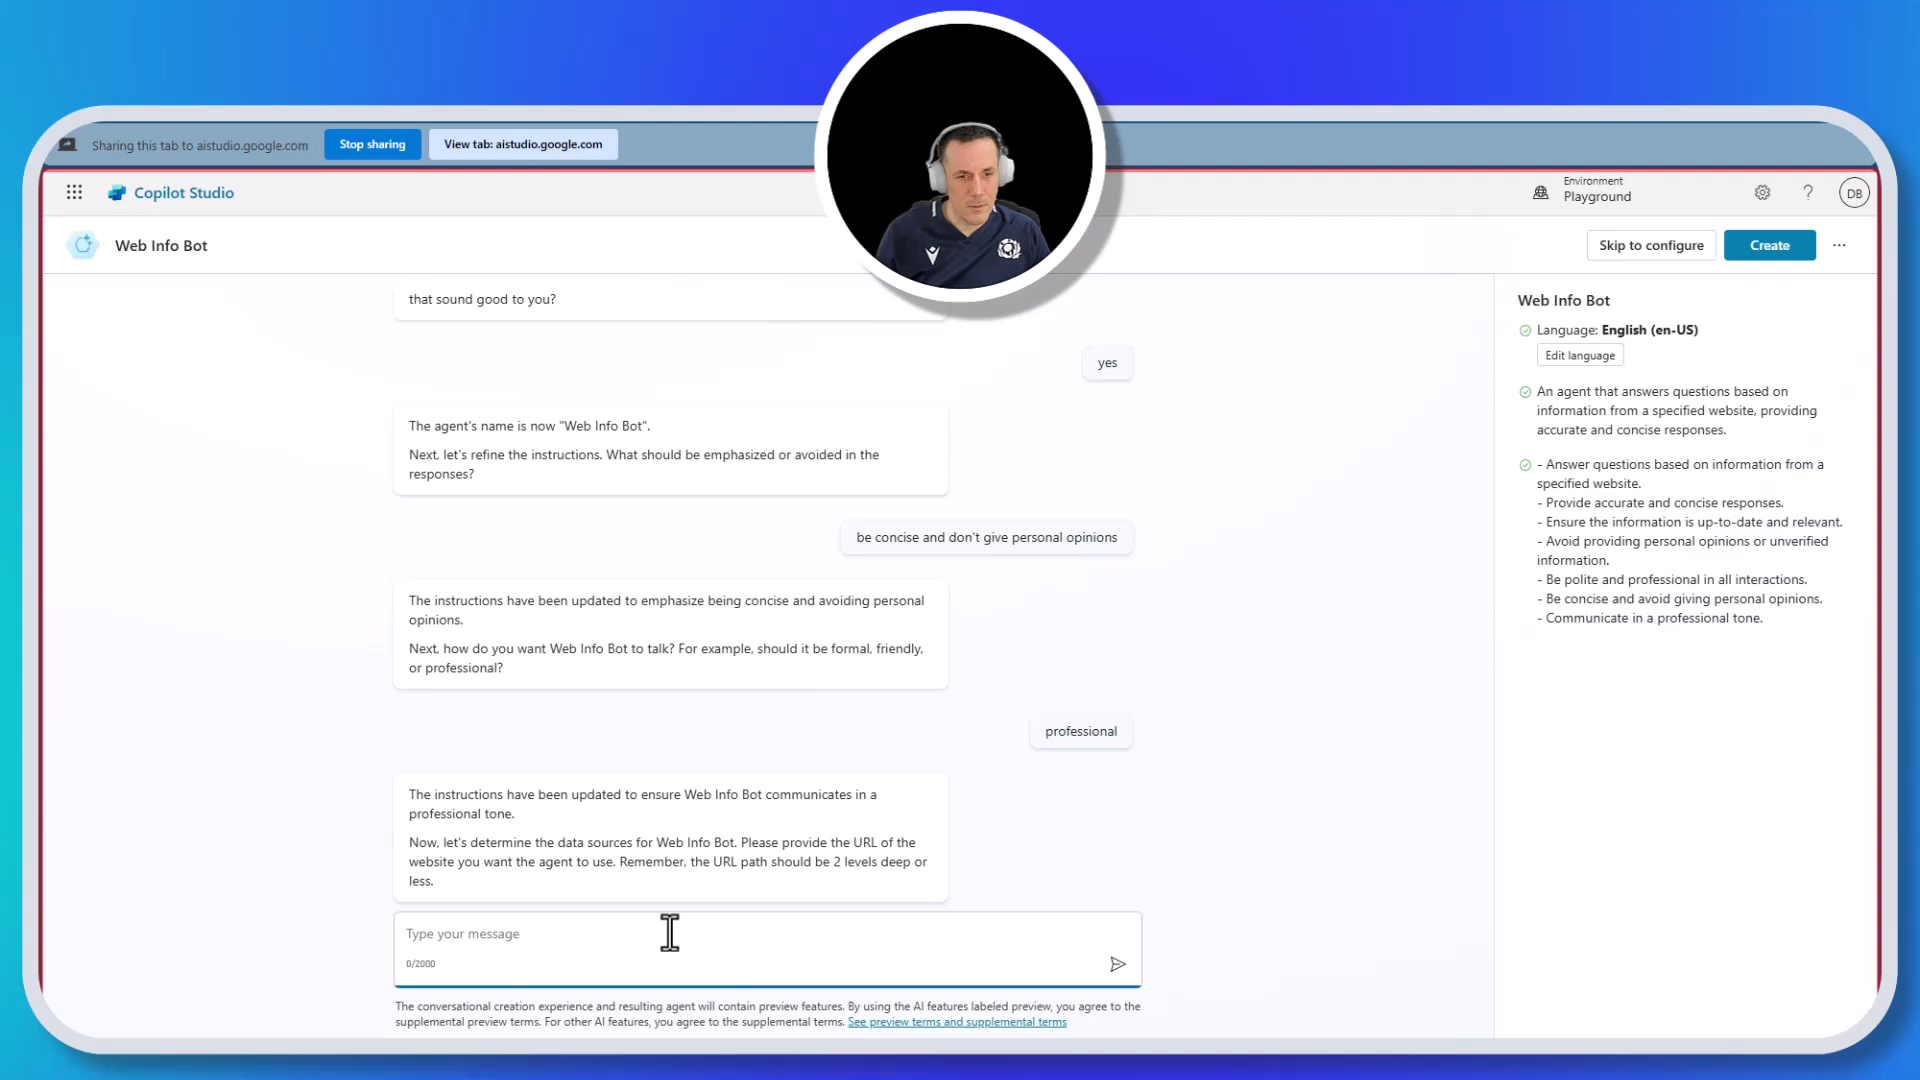 Sharing this tab to aistudio.google.com
Stop sharing
View tab: aistudio.google.com
Copilot Studio
Environment
Playground
?
DB
Web Info Bot
Skip to configure
Create
...
that sound good to you?
yes
The agent's name is now "Web Info Bot".
Next, let's refine the instructions. What should be emphasized or avoided in the
responses?
be concise and don't give personal opinions
The instructions have been updated to emphasize being concise and avoiding personal
opinions.
Next, how do you want Web Info Bot to talk? For example, should it be formal, friendly,
or professional?
professional
The instructions have been updated to ensure Web Info Bot communicates in a
professional tone.
Now, let's determine the data sources for Web Info Bot. Please provide the URL of the
website you want the agent to use. Remember, the URL path should be 2 levels deep or
less.
Type your message
0/2000
The conversational creation experience and resulting agent will contain preview features. By using the AI features labeled preview, you agree to the
supplemental preview terms. For other AI features, you agree to the supplemental terms. See preview terms and supplemental terms
Web Info Bot
Language: English (en-US)
Edit language
An agent that answers questions based on
information from a specified website, providing
accurate and concise responses.
- Answer questions based on information from a
specified website.
- Provide accurate and concise responses.
- Ensure the information is up-to-date and relevant.
- Avoid providing personal opinions or unverified
information.
- Be polite and professional in all interactions.
- Be concise and avoid giving personal opinions.
- Communicate in a professional tone.